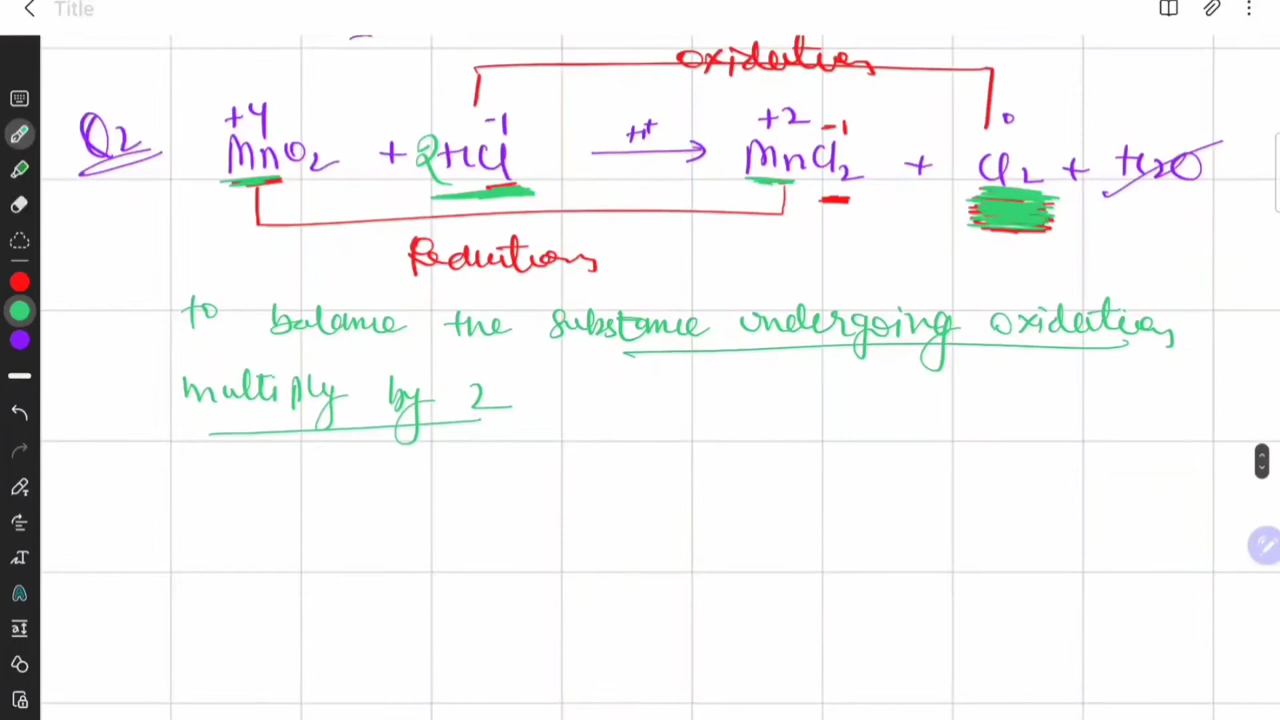 Title
oxidation
Q2 +4 -1 H+ +2 -1 0
MnO2 + 2HCl → MnCl2 + Cl2 + H2O
Reduction
to balance the substance undergoing oxidation
multiply by 2